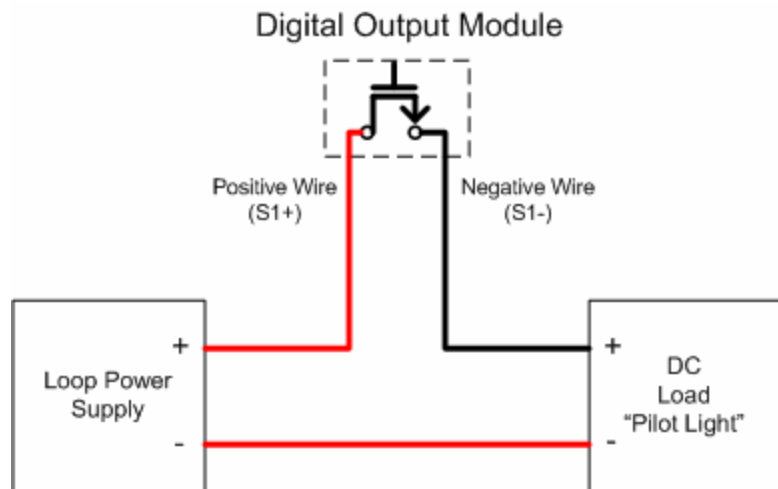 Digital Output Module
Positive Wire
(S1+)
Negative Wire
(S1-)
+
Loop Power
Supply
-
+
DC
Load
“Pilot Light”
-